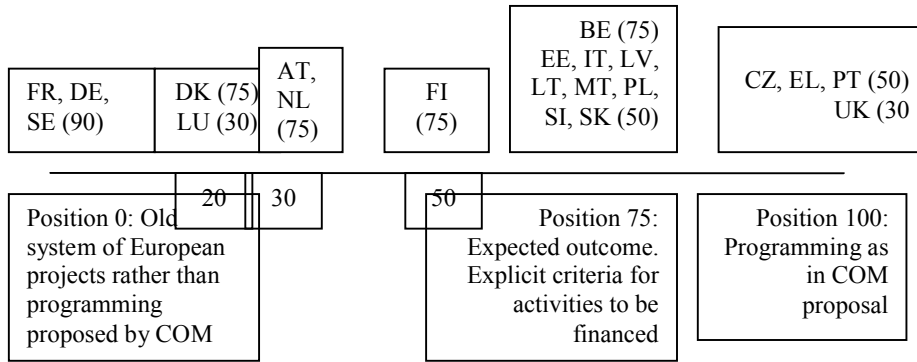 FR, DE,
SE (90)
DK (75)
LU (30)
AT,
NL
(75)
FI
(75)
BE (75)
EE, IT, LV,
LT, MT, PL,
SI, SK (50)
CZ, EL, PT (50)
UK (30
20
30
50
Position 0: Old
system of European
projects rather than
programming
proposed by COM
Position 75:
Expected outcome.
Explicit criteria for
activities to be
financed
Position 100:
Programming as
in COM
proposal